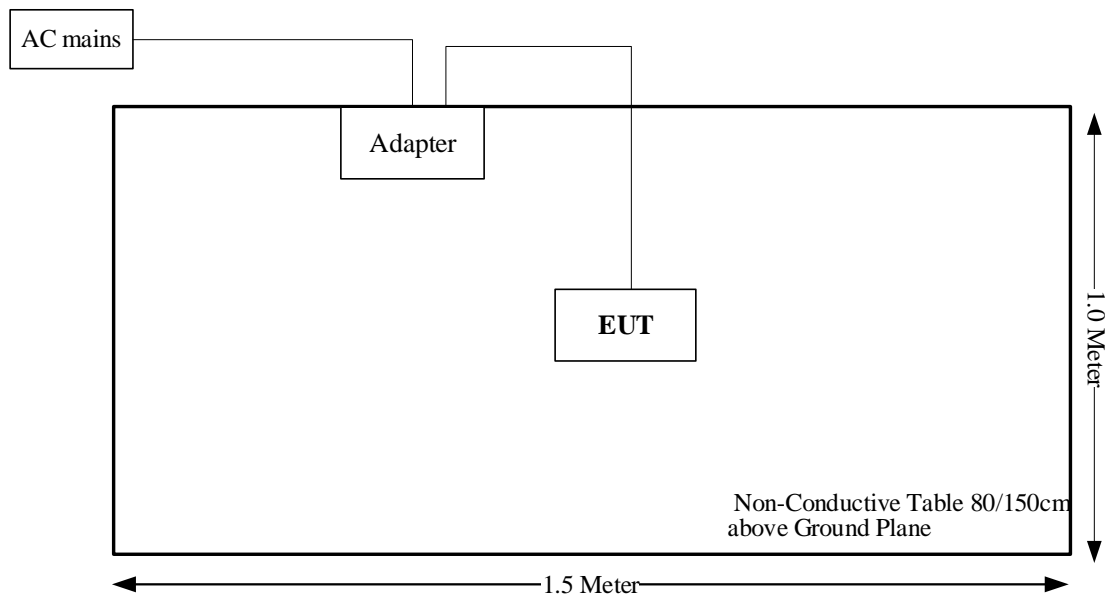 AC mains
Adapter
EUT
1.0 Meter
Non-Conductive Table 80/150cm
above Ground Plane
1.5 Meter